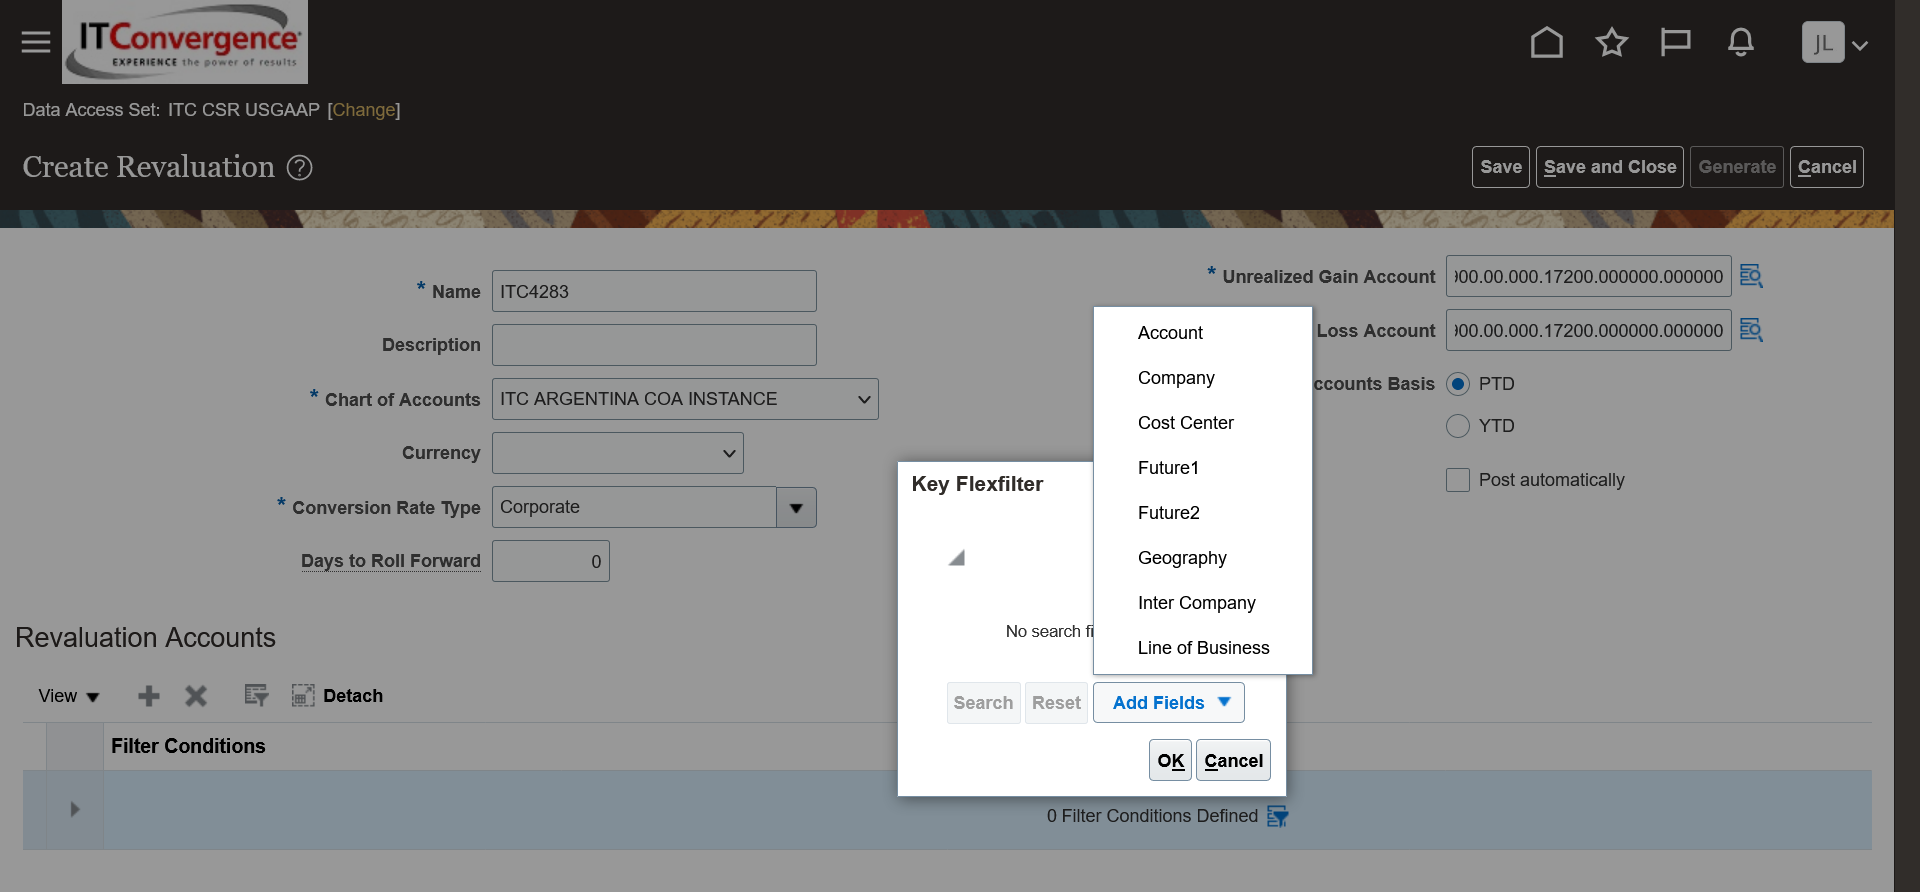 ITConvergence
EXPERIENCE the power of results
JL
Data Access Set: ITC CSR USGAAP [Change]
Create Revaluation
Save
Save and Close
Generate
Cancel
* Name
ITC4283
Description
* Chart of Accounts
ITC ARGENTINA COA INSTANCE
Currency
* Conversion Rate Type
Corporate
Days to Roll Forward
0
* Unrealized Gain Account
00.00.000.17200.000000.000000
Loss Account
00.00.000.17200.000000.000000
ccounts Basis
PTD
YTD
Post automatically
Key Flexfilter
No search fi
Account
Company
Cost Center
Future1
Future2
Geography
Inter Company
Line of Business
Search
Reset
Add Fields
OK
Cancel
Revaluation Accounts
View
Detach
Filter Conditions
0 Filter Conditions Defined